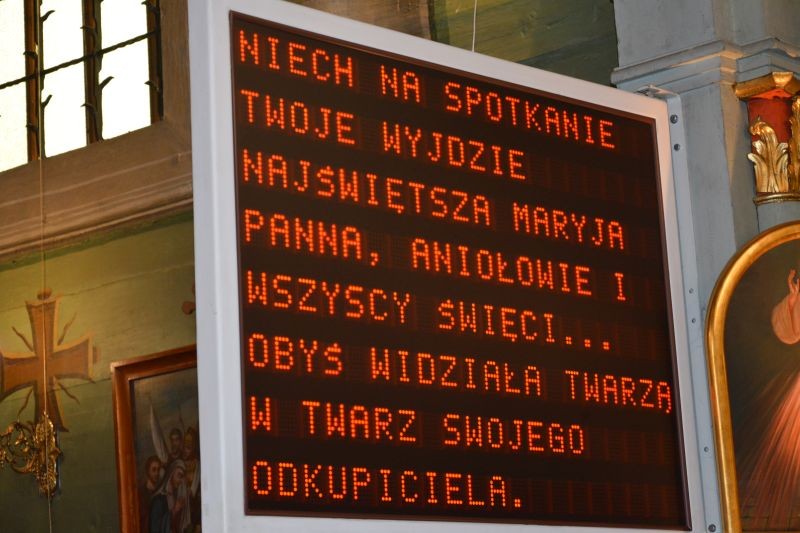 NIECH NA SPOTKANIE
TWOJE WYJDZIE
NAJŚWIĘTSZA MARYJA
PANNA, ANIOŁOWIE I
WSZYSCY ŚWIĘCI...
OBYŚ WIDZIAŁA TWARZĄ
W TWARZ SWOJEGO
ODKUPICIELA.